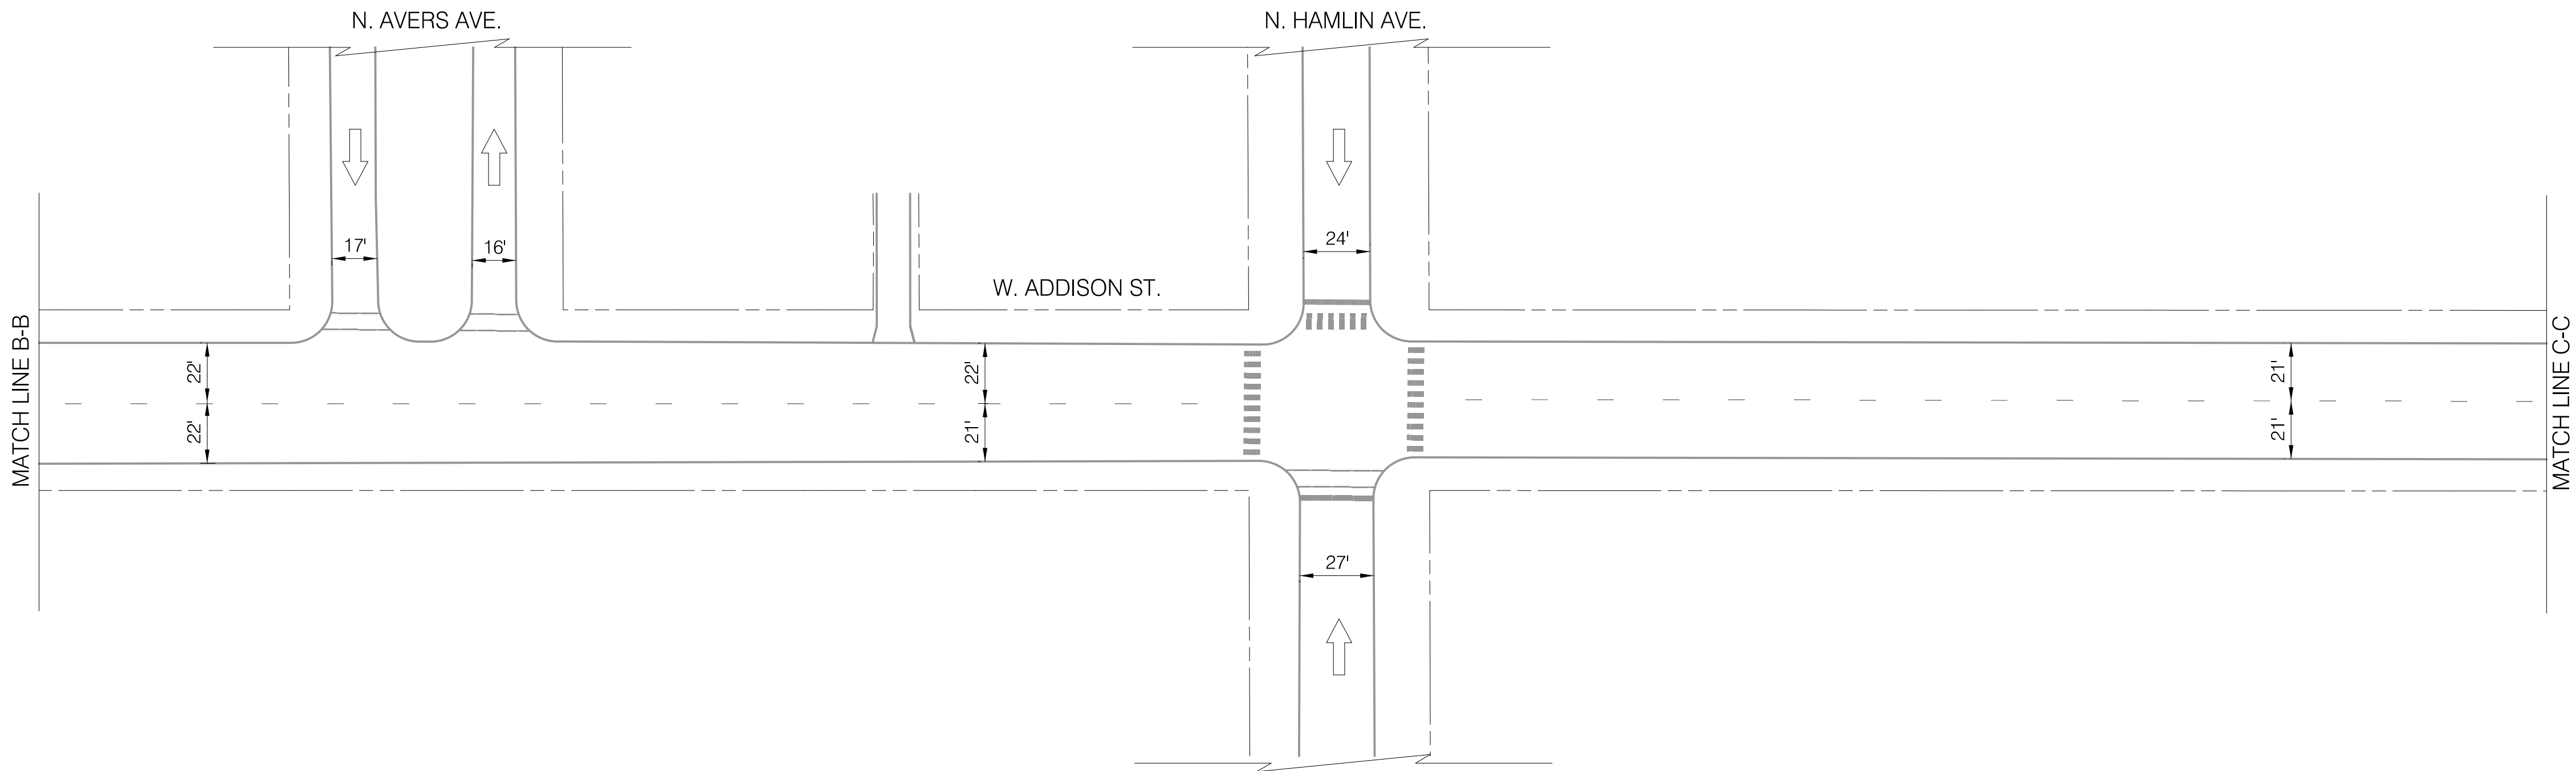 N. AVERS AVE.
N. HAMLIN AVE.
17'
16'
24'
W. ADDISON ST.
MATCH LINE B-B
22'
22'
22'
21'
21'
21'
MATCH LINE C-C
27'